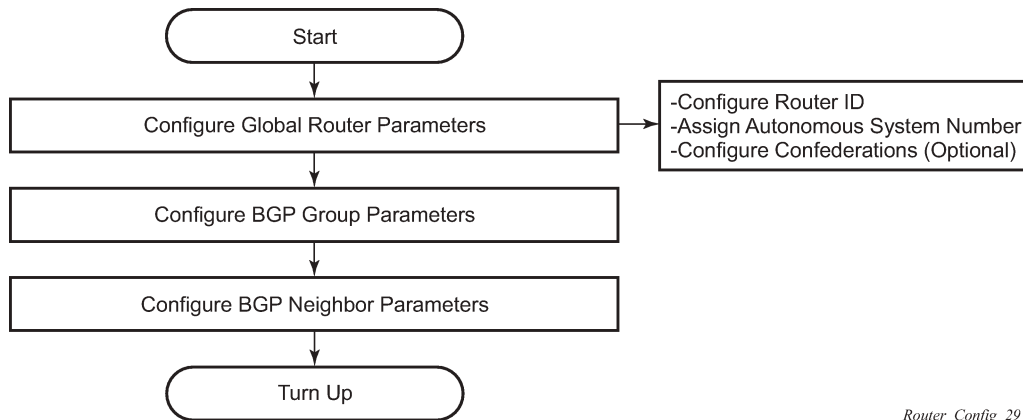 Start
Configure Global Router Parameters
-Configure Router ID
-Assign Autonomous System Number
-Configure Confederations (Optional)
Configure BGP Group Parameters
Configure BGP Neighbor Parameters
Turn Up
Router_Config_29